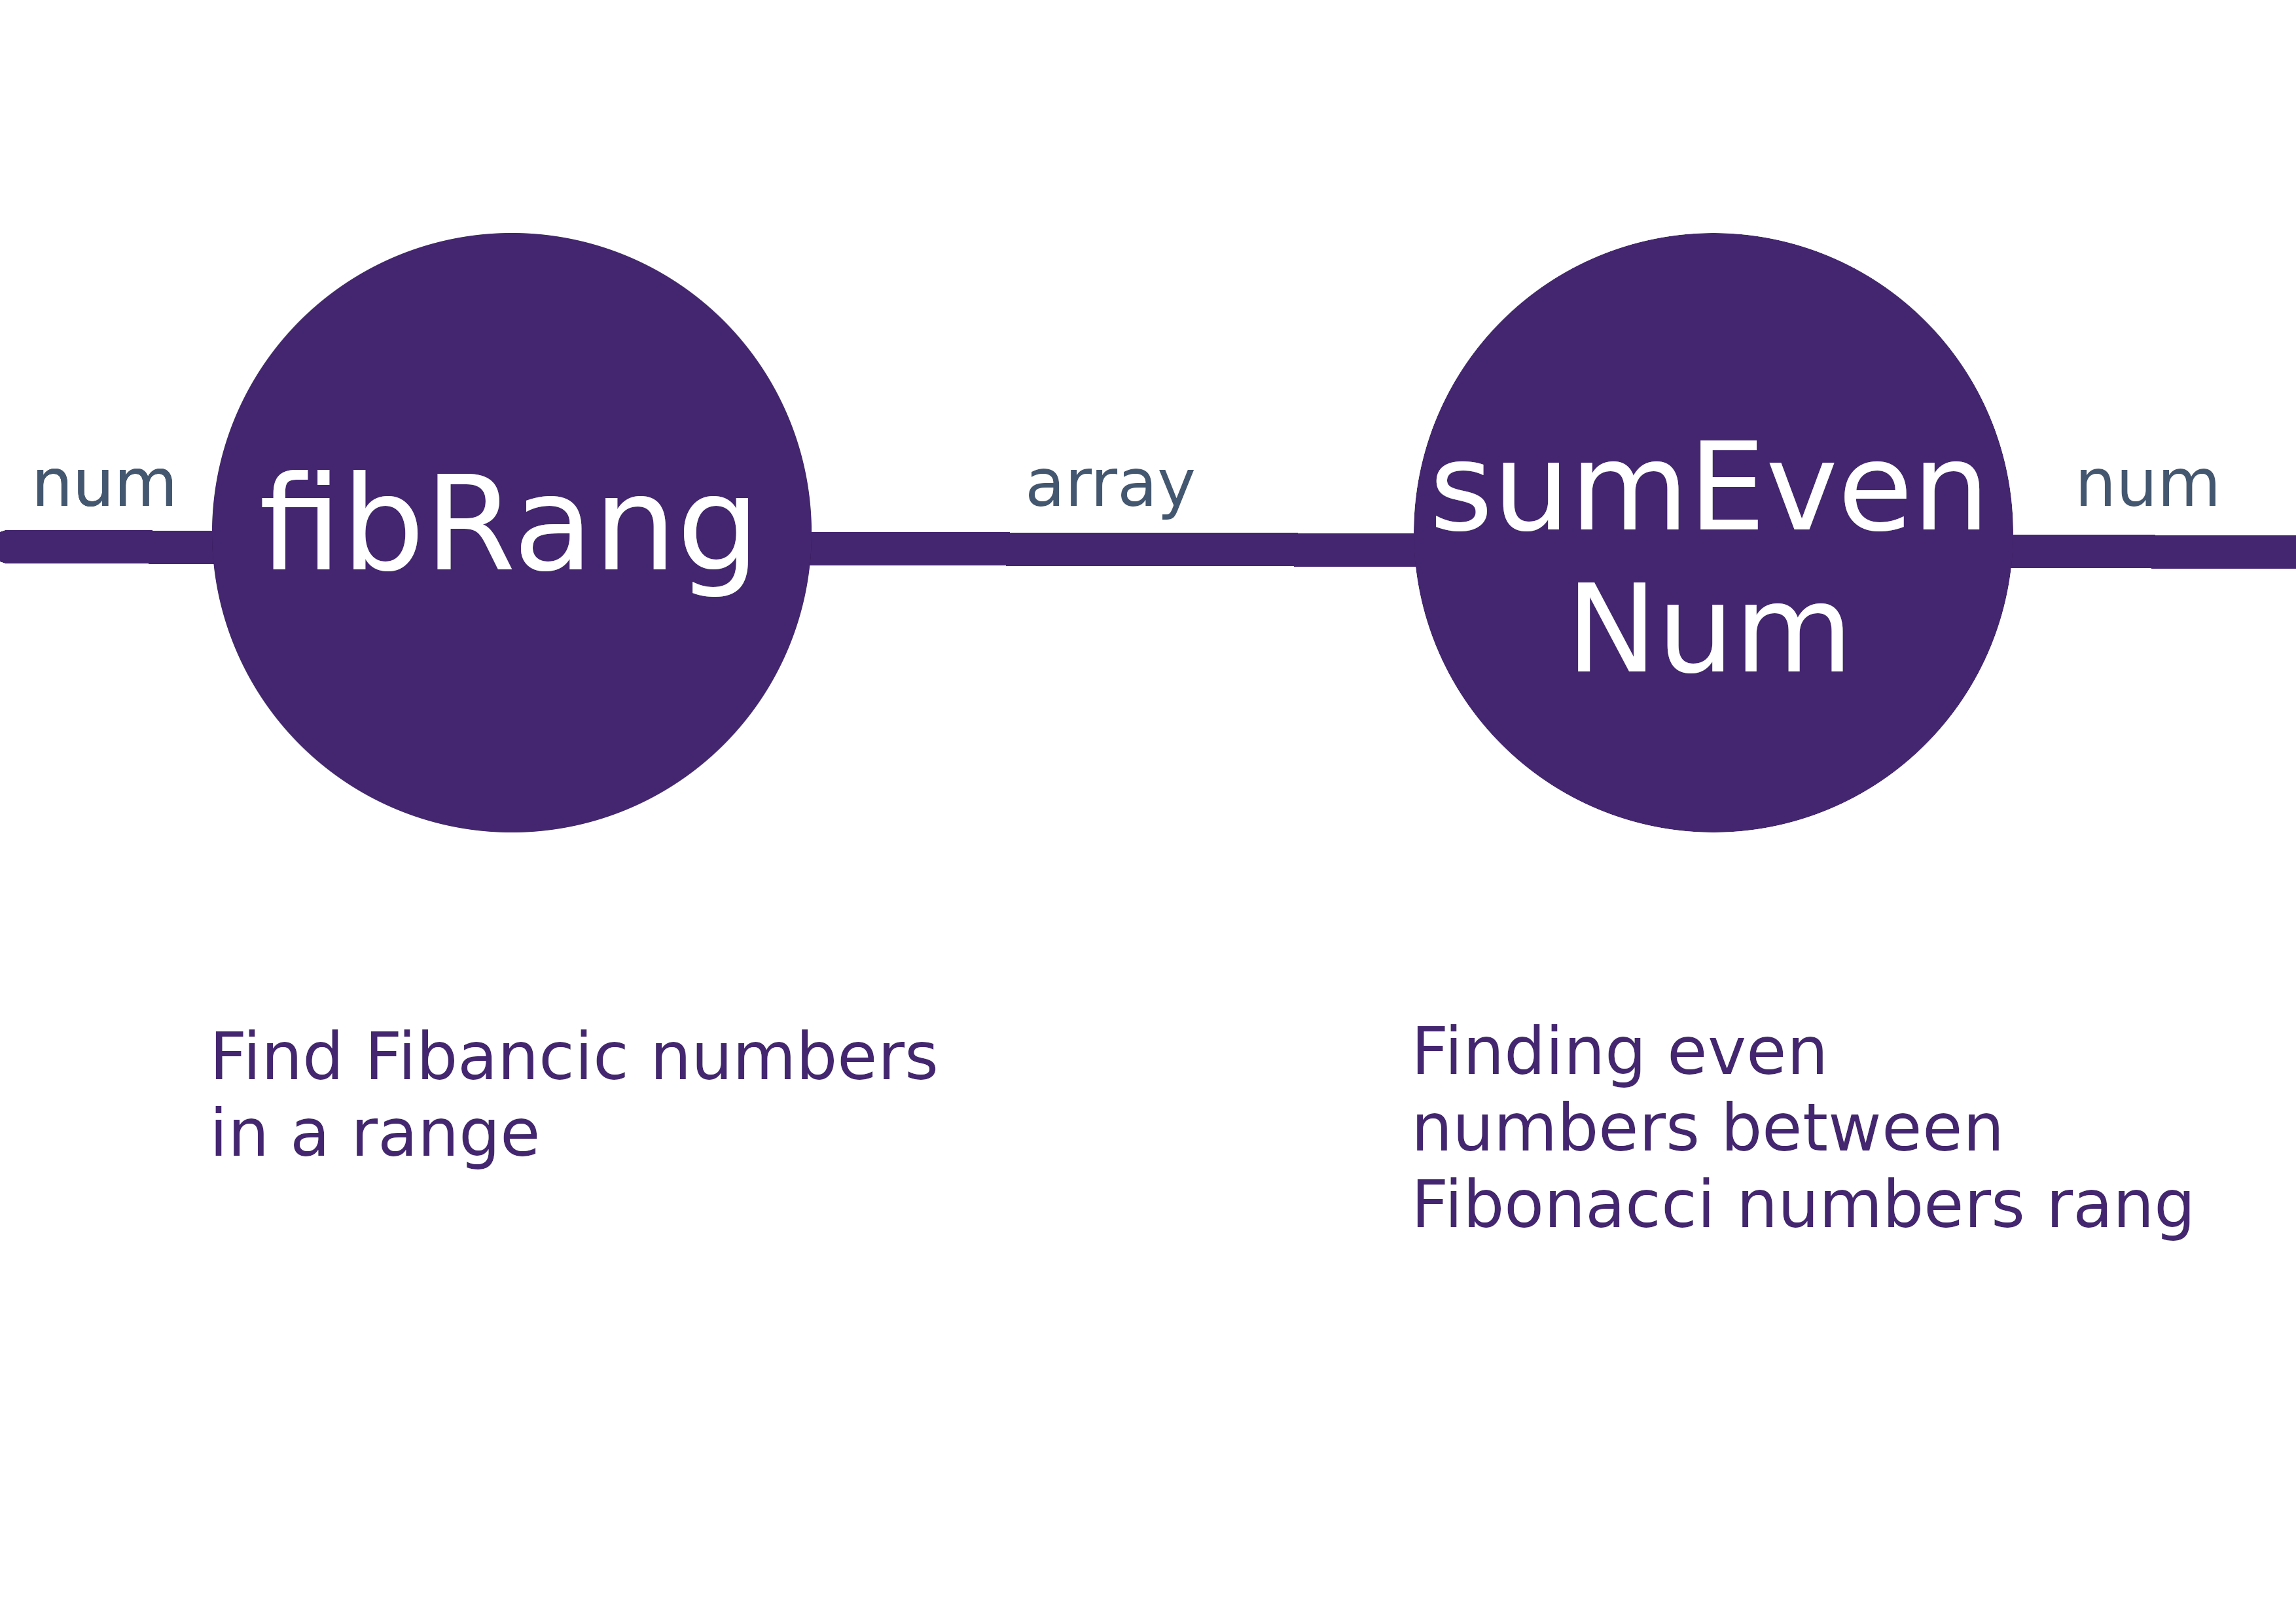 num
fibRang
array
sumEven
Num
num
Find Fibancic numbers
in a range
Finding even
numbers between
Fibonacci numbers rang